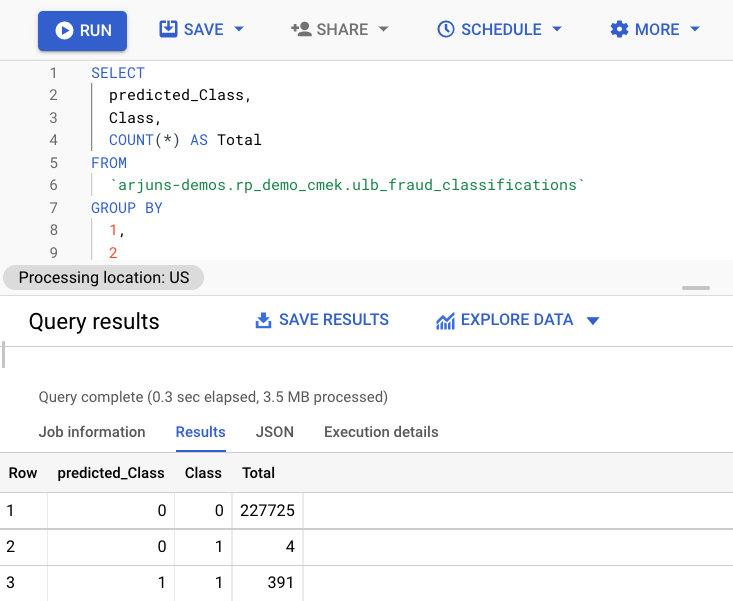 RUN SAVE SHARE SCHEDULE MORE
1 SELECT
2 predicted_Class,
3 Class,
4 COUNT(*) AS Total
5 FROM
6 `arjuns-demos.rp_demo_cmek.ulb_fraud_classifications`
7 GROUP BY
8 1,
9 2
Processing location: US
Query results SAVE RESULTS EXPLORE DATA
Query complete (0.3 sec elapsed, 3.5 MB processed)
Job information Results JSON Execution details
Row predicted_Class Class Total
1 0 0 227725
2 0 1 4
3 1 1 391